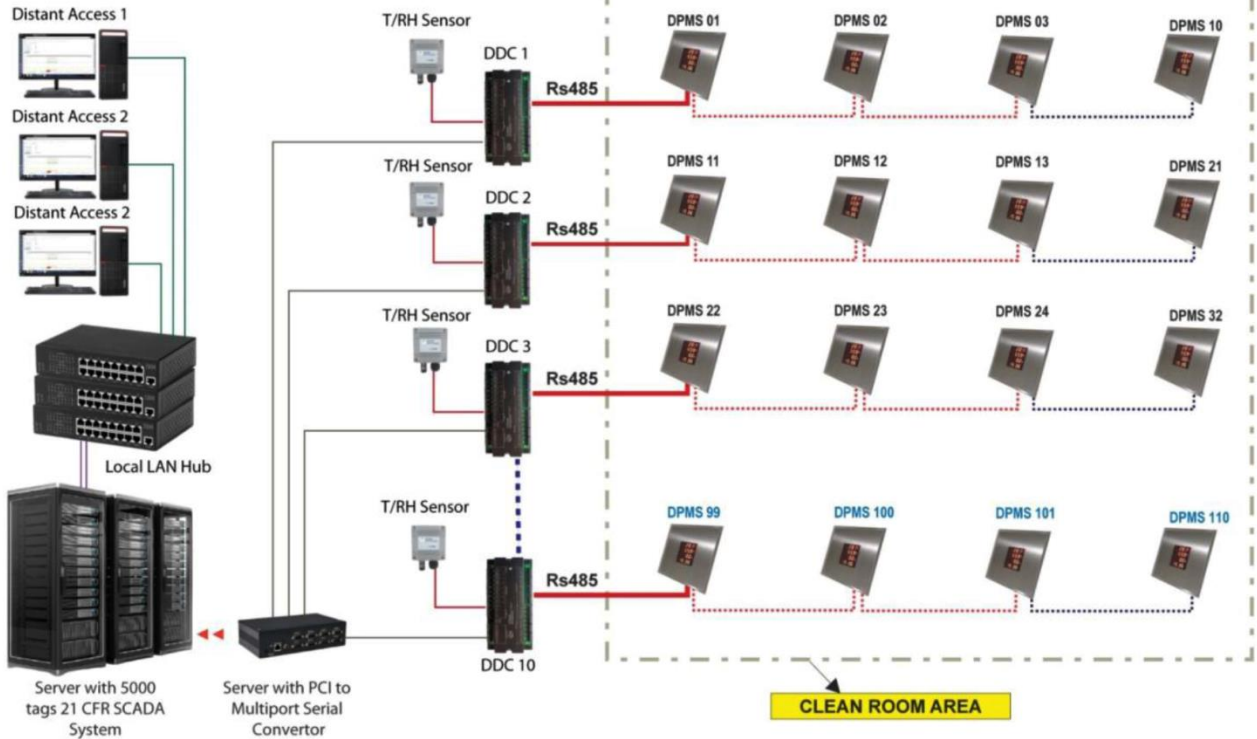 Distant Access 1
Distant Access 2
Distant Access 2
Local LAN Hub
Server with 5000
tags 21 CFR SCADA
System
Server with PCI to
Multiport Serial
Convertor
T/RH Sensor
DDC 1
Rs485
DPMS 01
DPMS 02
DPMS 03
DPMS 10
T/RH Sensor
DDC 2
Rs485
DPMS 11
DPMS 12
DPMS 13
DPMS 21
T/RH Sensor
DDC 3
Rs485
DPMS 22
DPMS 23
DPMS 24
DPMS 32
T/RH Sensor
DDC 10
Rs485
DPMS 99
DPMS 100
DPMS 101
DPMS 110
CLEAN ROOM AREA